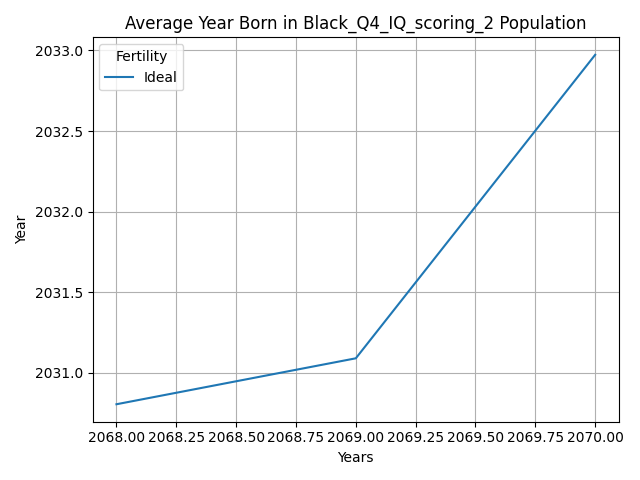 Average Year Born in Black_Q4_IQ_scoring_2 Population
Fertility
Ideal
Year
2033.0
2032.5
2032.0
2031.5
2031.0
2068.00 2068.25 2068.50 2068.75 2069.00 2069.25 2069.50 2069.75 2070.00
Years